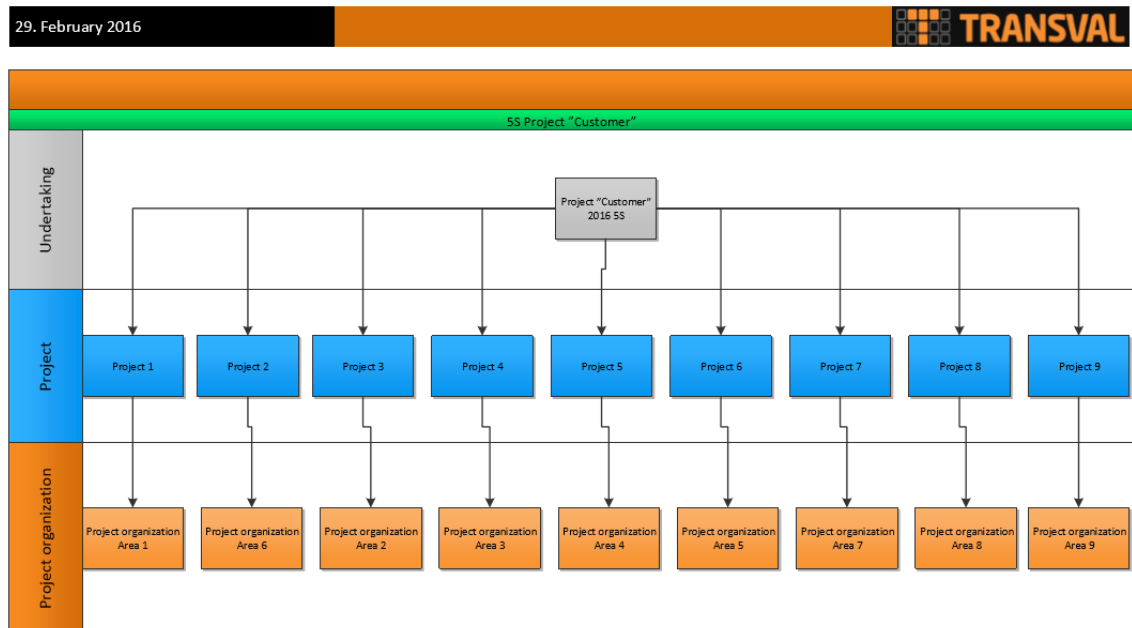 29. February 2016
TRANSVAL
5S Project "Customer"
Undertaking
Project "Customer"
2016 5S
Project
Project 1
Project 2
Project 3
Project 4
Project 5
Project 6
Project 7
Project 8
Project 9
Project organization
Project organization
Area 1
Project organization
Area 6
Project organization
Area 2
Project organization
Area 3
Project organization
Area 4
Project organization
Area 5
Project organization
Area 7
Project organization
Area 8
Project organization
Area 9